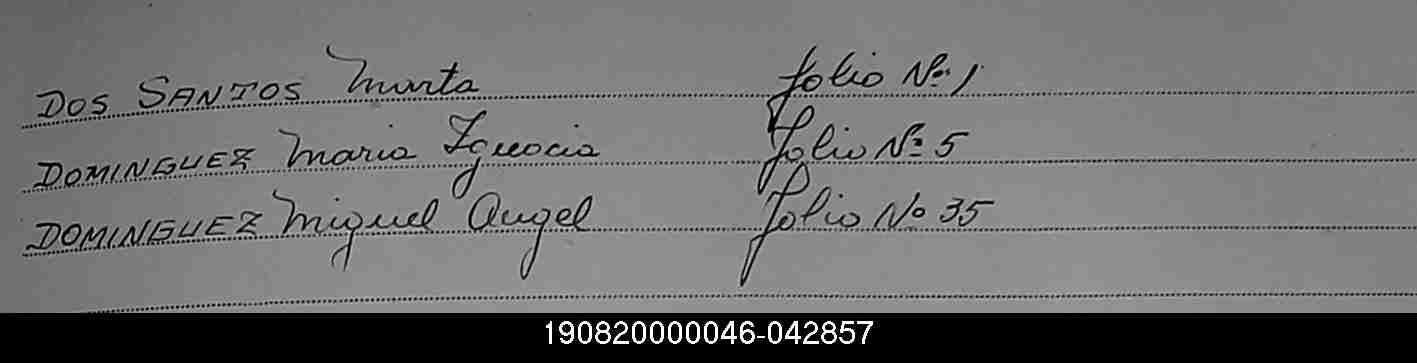 DOS SANTOS Marta folio Nº 1
DOMINGUEZ Maria Ignacia folio Nº 5
DOMINGUEZ Miguel Angel folio Nº 35
190820000046-042857